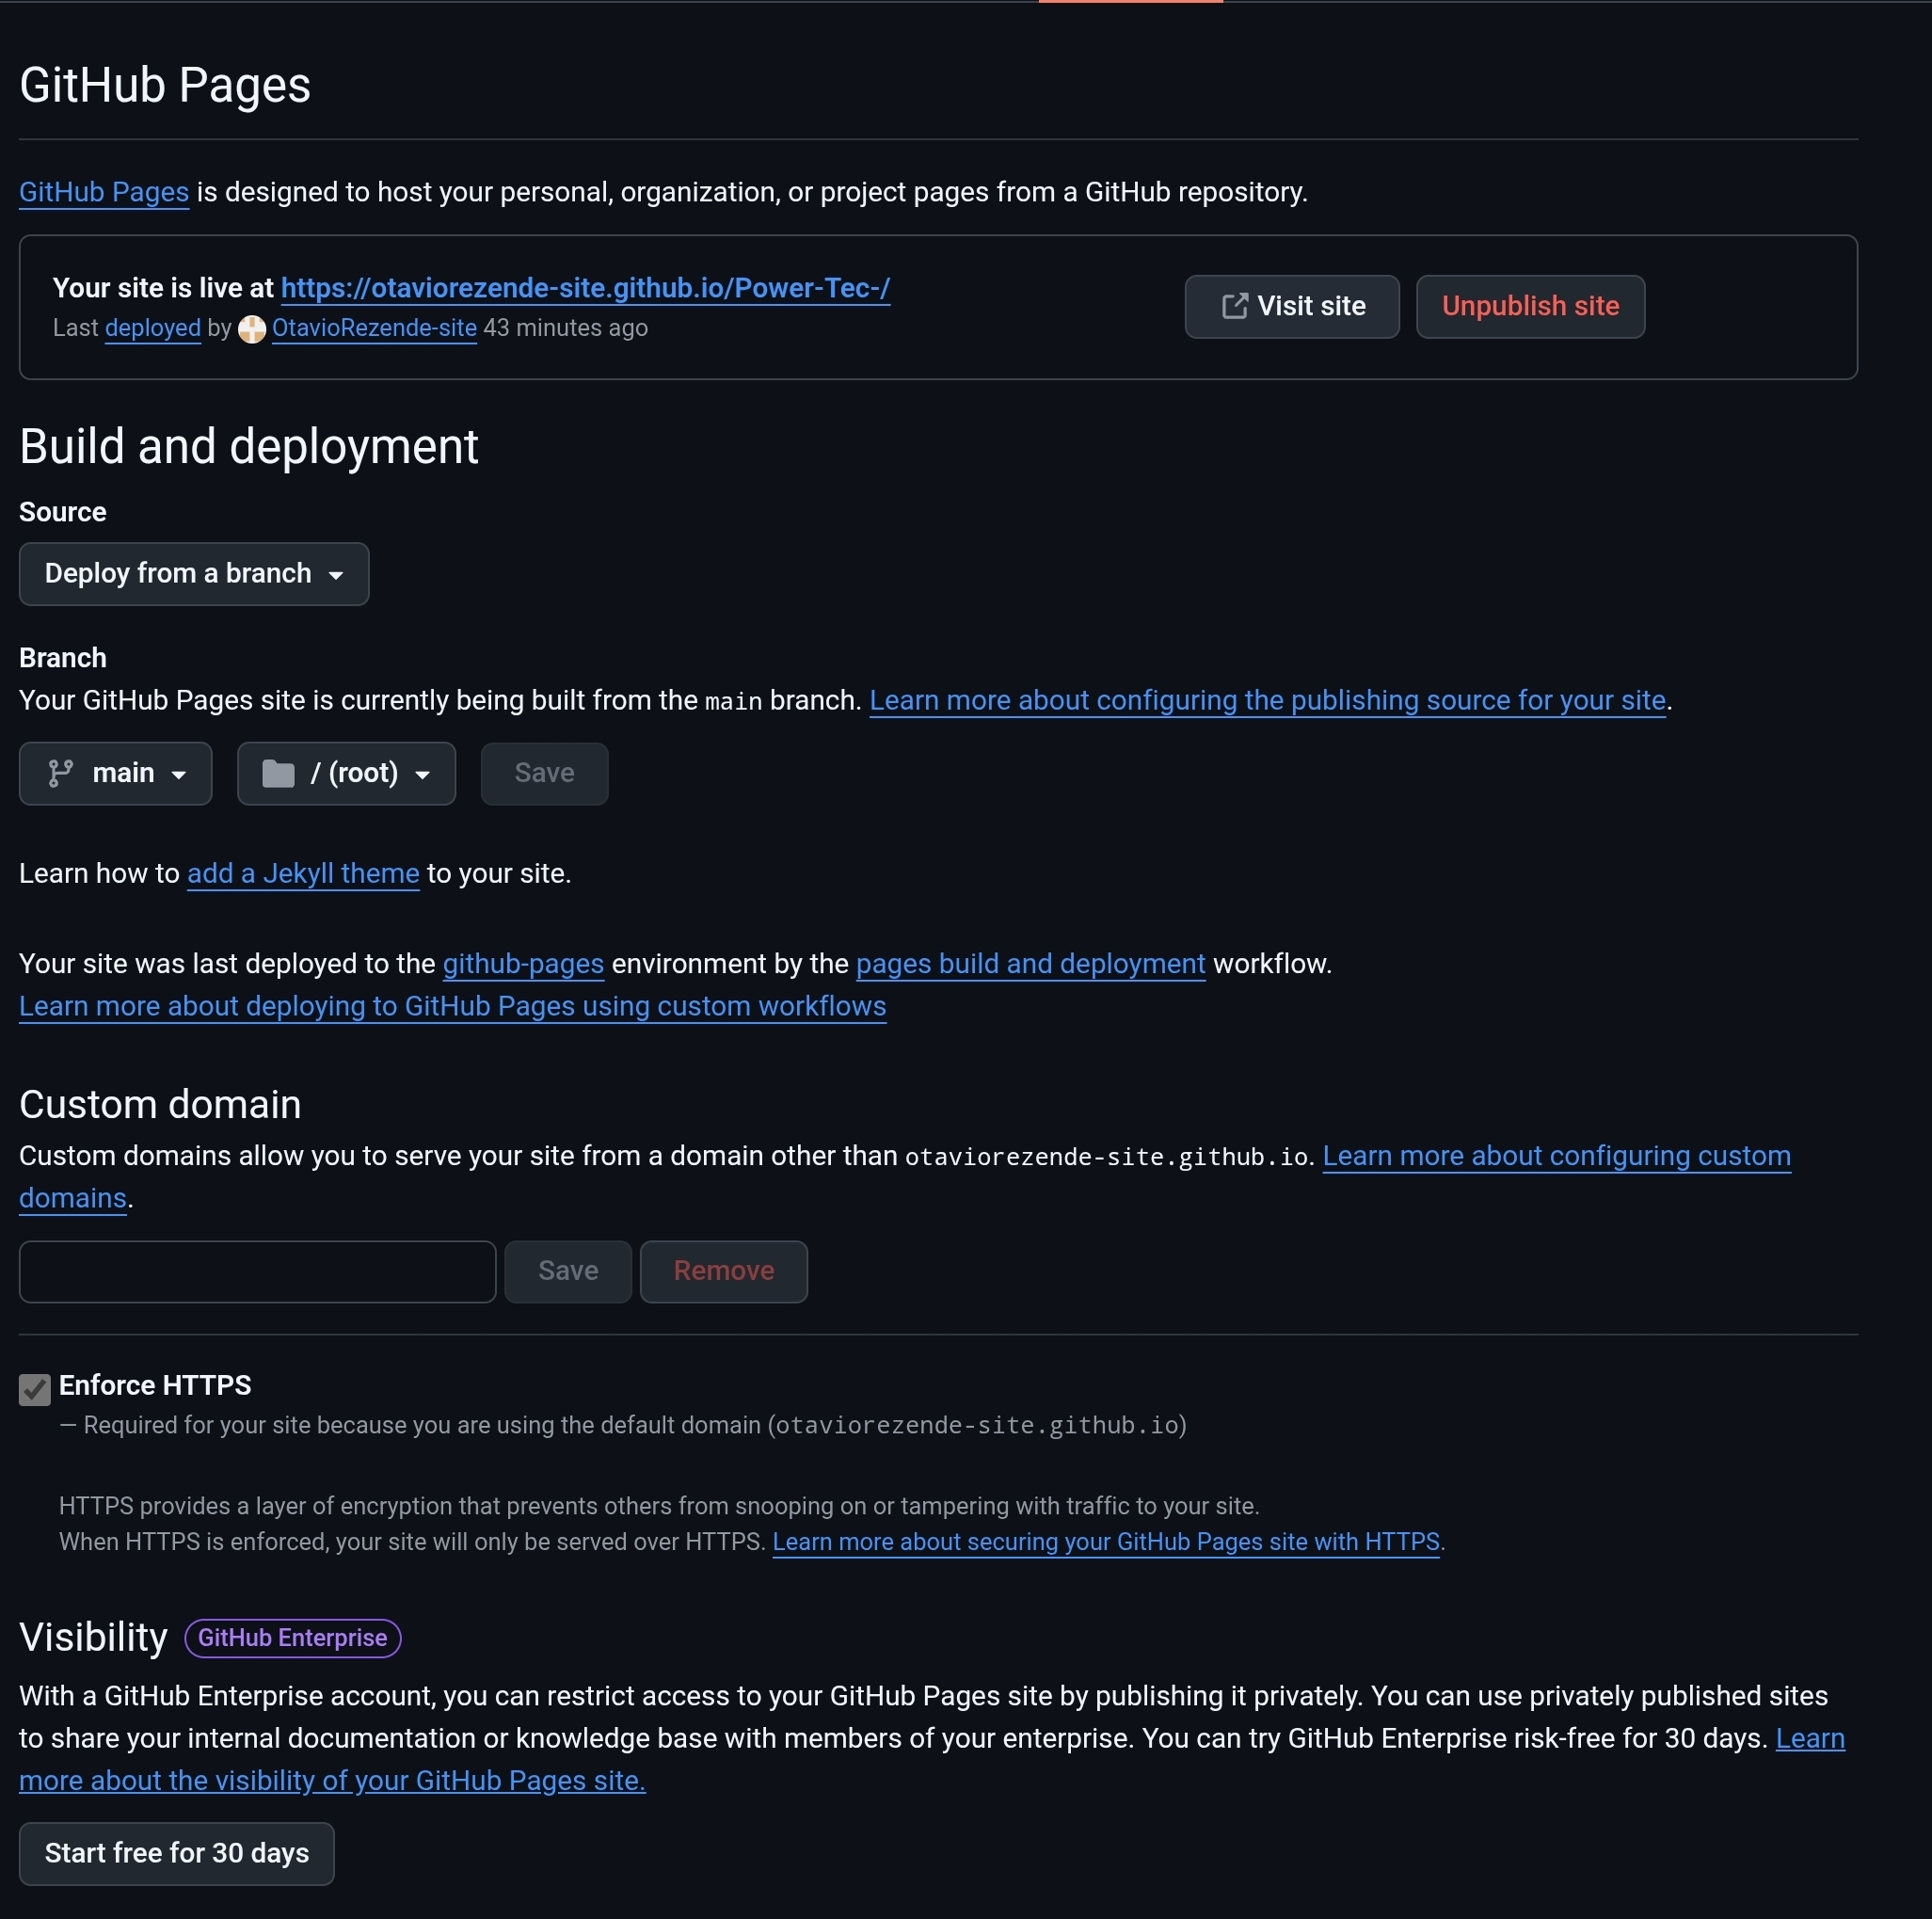 GitHub Pages
GitHub Pages is designed to host your personal, organization, or project pages from a GitHub repository.
Your site is live at https://otaviorezende-site.github.io/Power-Tec-/
Last deployed by OtavioRezende-site 43 minutes ago
Visit site
Unpublish site
Build and deployment
Source
Deploy from a branch
Branch
Your GitHub Pages site is currently being built from the main branch. Learn more about configuring the publishing source for your site.
main
/ (root)
Save
Learn how to add a Jekyll theme to your site.
Your site was last deployed to the github-pages environment by the pages build and deployment workflow.
Learn more about deploying to GitHub Pages using custom workflows
Custom domain
Custom domains allow you to serve your site from a domain other than otaviorezende-site.github.io. Learn more about configuring custom
domains.
Save
Remove
Enforce HTTPS
— Required for your site because you are using the default domain (otaviorezende-site.github.io)
HTTPS provides a layer of encryption that prevents others from snooping on or tampering with traffic to your site.
When HTTPS is enforced, your site will only be served over HTTPS. Learn more about securing your GitHub Pages site with HTTPS.
Visibility
GitHub Enterprise
With a GitHub Enterprise account, you can restrict access to your GitHub Pages site by publishing it privately. You can use privately published sites
to share your internal documentation or knowledge base with members of your enterprise. You can try GitHub Enterprise risk-free for 30 days. Learn
more about the visibility of your GitHub Pages site.
Start free for 30 days